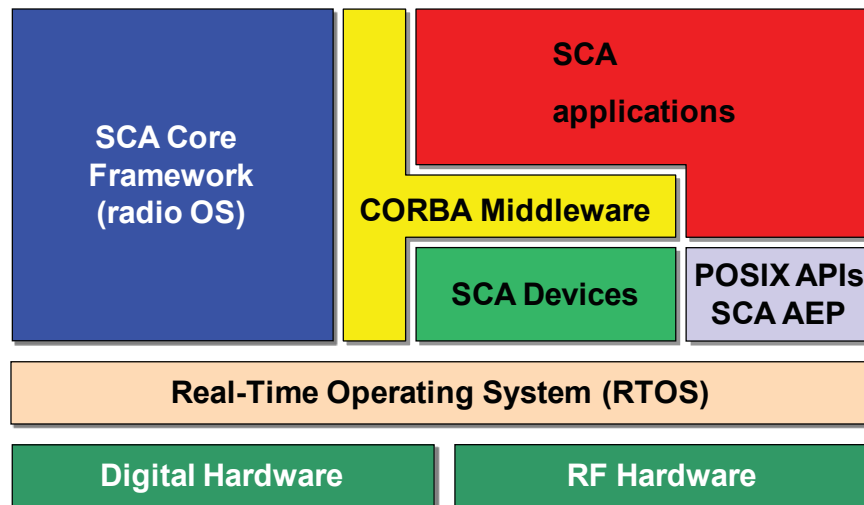 SCA Core
Framework
(radio OS)
SCA
applications
CORBA Middleware
SCA Devices
POSIX APIs
SCA AEP
Real-Time Operating System (RTOS)
Digital Hardware
RF Hardware